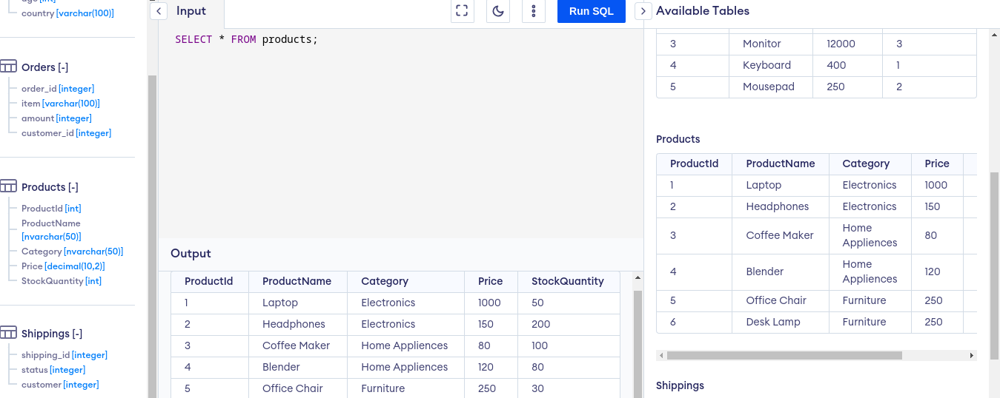 country [varchar(100)]
Orders [-]
order_id [integer]
item [varchar(100)]
amount [integer]
customer_id [integer]
Products [-]
ProductId [int]
ProductName
[nvarchar(50)]
Category [nvarchar(50)]
Price [decimal(10,2)]
StockQuantity [int]
Shippings [-]
shipping_id [integer]
status [integer]
customer [integer]
Input
Run SQL
SELECT * FROM products;
Output
ProductId ProductName Category Price StockQuantity
1 Laptop Electronics 1000 50
2 Headphones Electronics 150 200
3 Coffee Maker Home Appliences 80 100
4 Blender Home Appliences 120 80
5 Office Chair Furniture 250 30
Available Tables
3 Monitor 12000 3
4 Keyboard 400 1
5 Mousepad 250 2
Products
ProductId ProductName Category Price
1 Laptop Electronics 1000
2 Headphones Electronics 150
3 Coffee Maker Home
Appliences 80
4 Blender Home
Appliences 120
5 Office Chair Furniture 250
6 Desk Lamp Furniture 250
Shippings